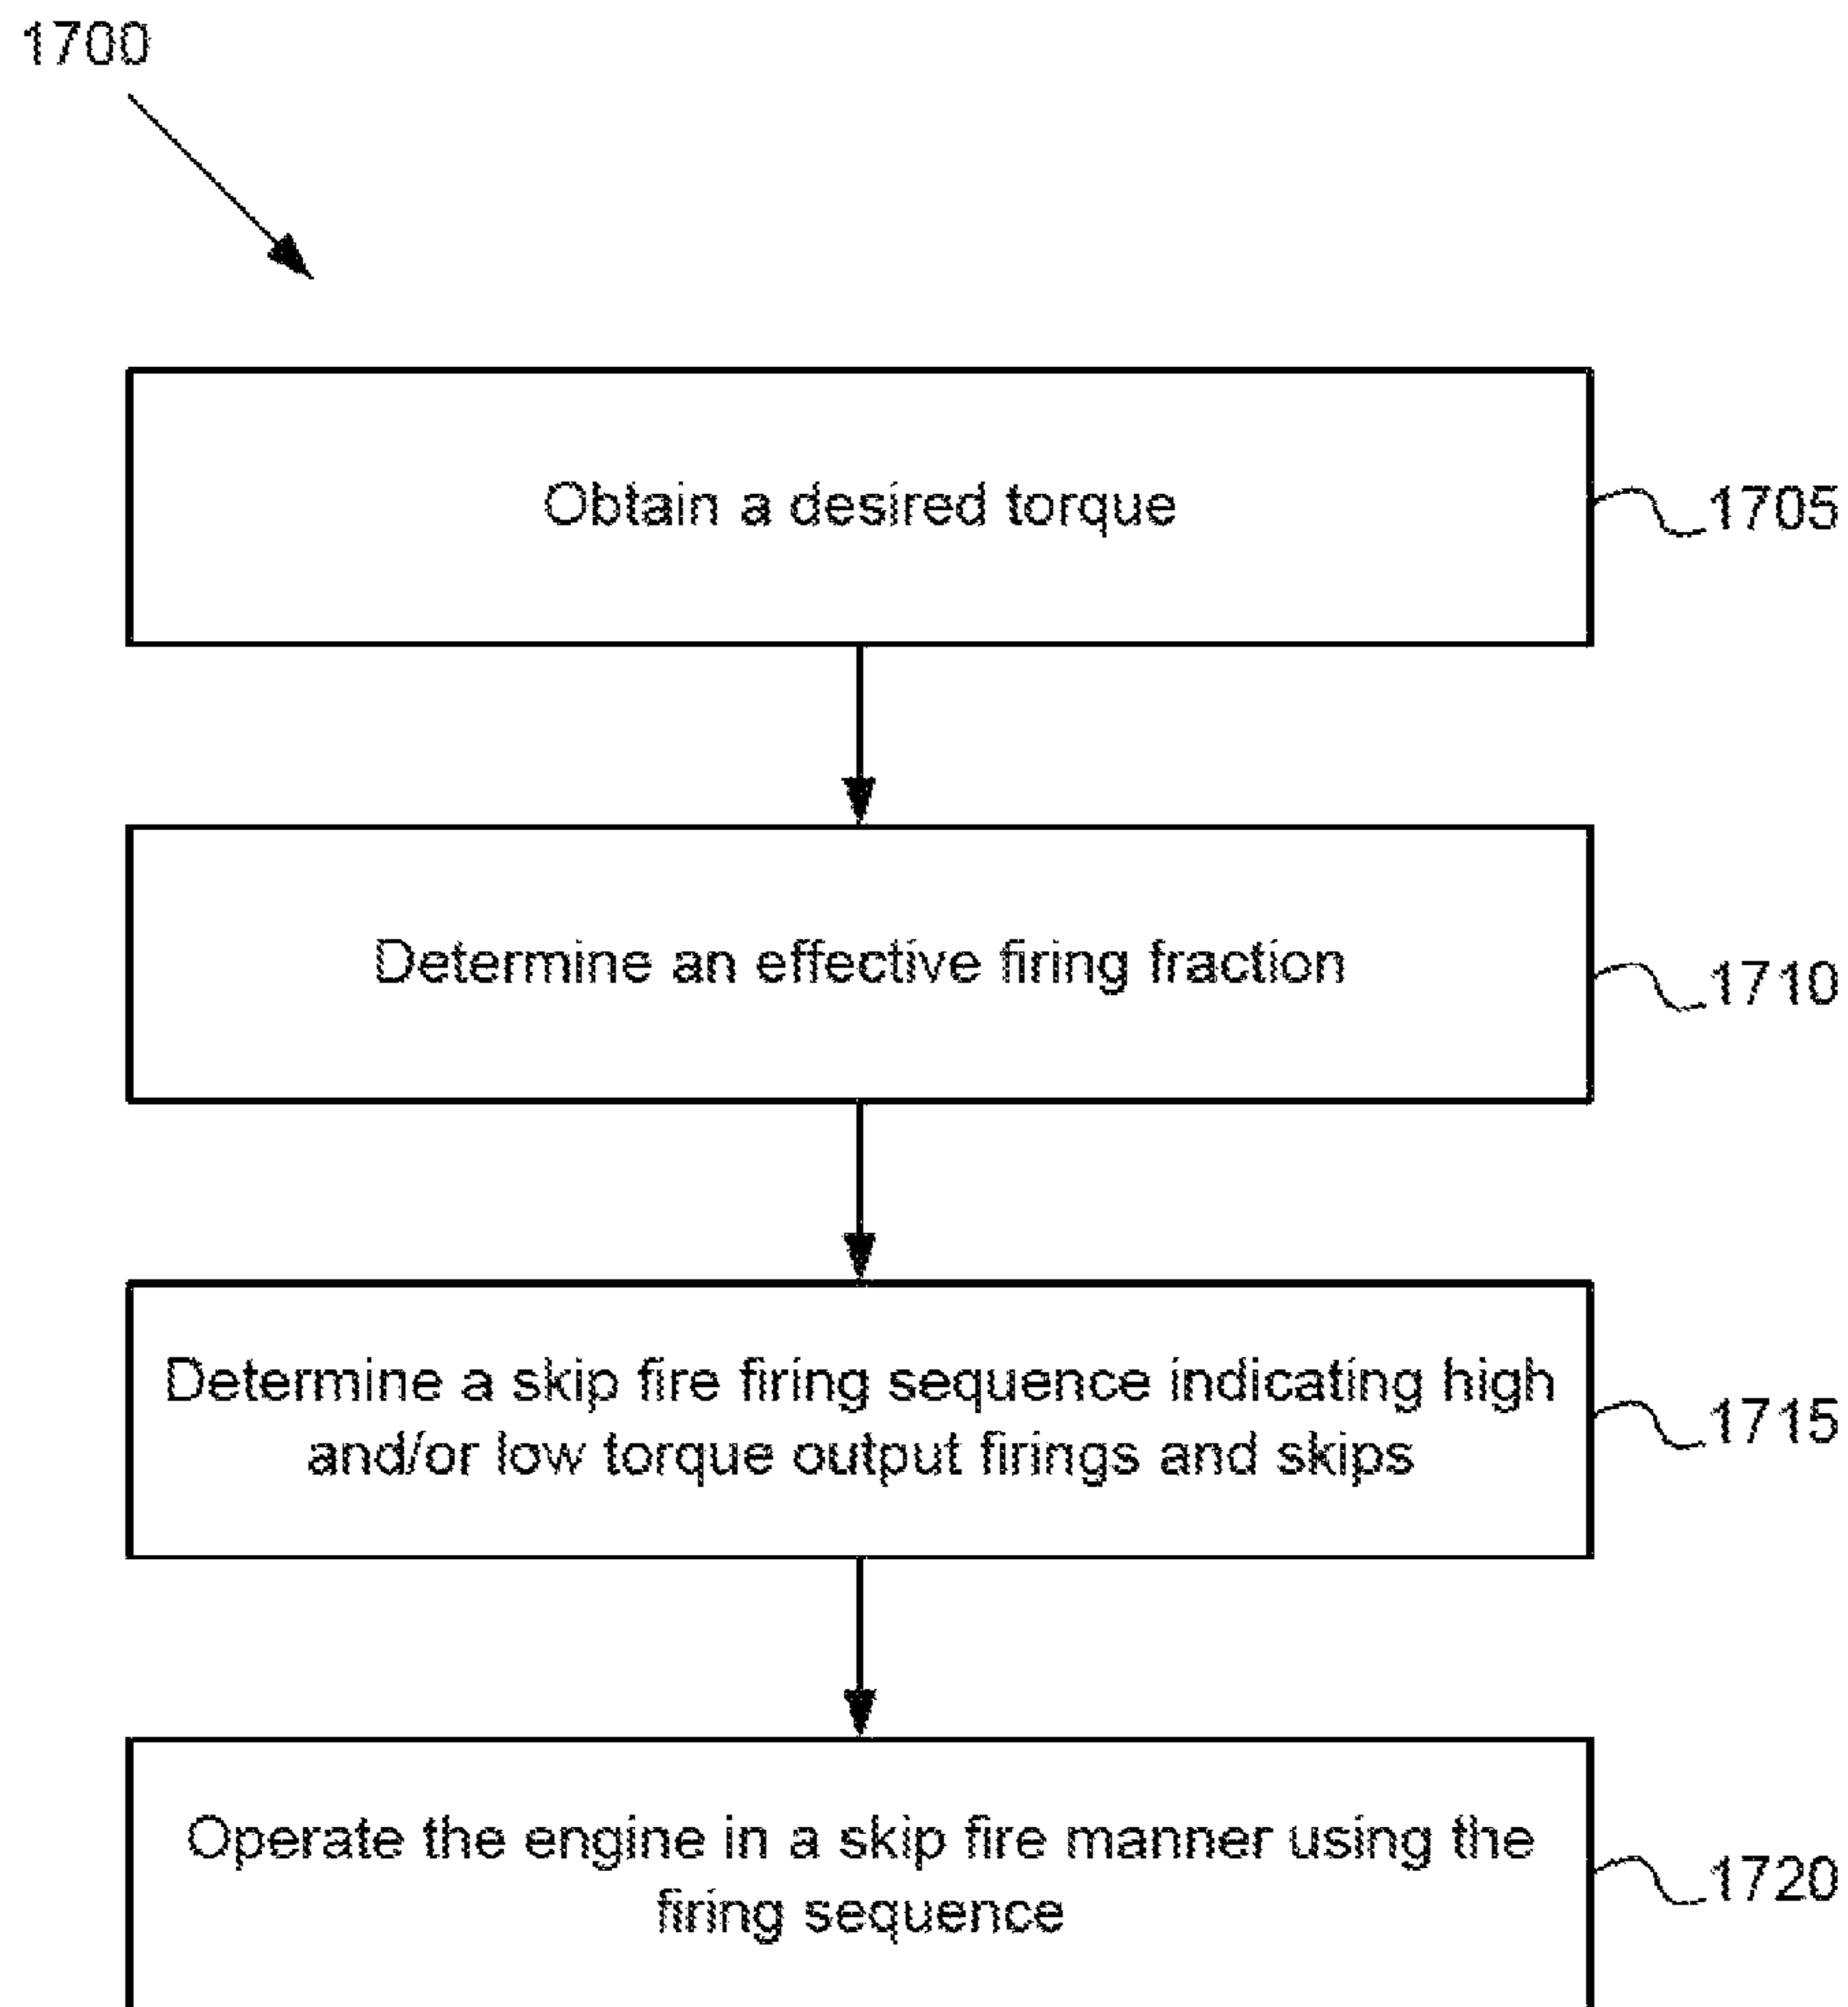 1700
Obtain a desired torque
1705
Determine an effective firing fraction
1710
Determine a skip fire firing sequence indicating high
and/or low torque output firings and skips
1715
Operate the engine in a skip fire manner using the
firing sequence
1720